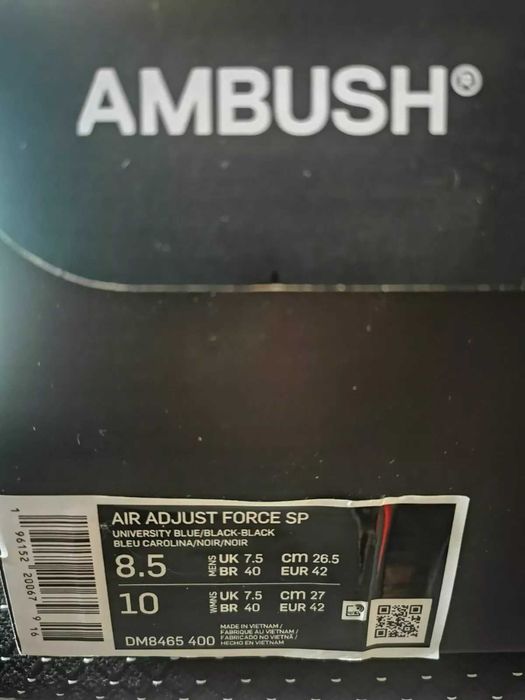 AMBUSH®
AIR ADJUST FORCE SP
UNIVERSITY BLUE/BLACK-BLACK
BLEU CAROLINA/NOIR/NOIR
8.5 MENS UK 7.5 cm 26.5
BR 40 EUR 42
10 WMNS UK 7.5 cm 27
BR 40 EUR 42
DM8465 400
MADE IN VIETNAM /
FABRIQUÉ AU VIETNAM /
FABRICADO NO VIETNÃ /
HECHO EN VIETNAM
1 96152 20067 9 16